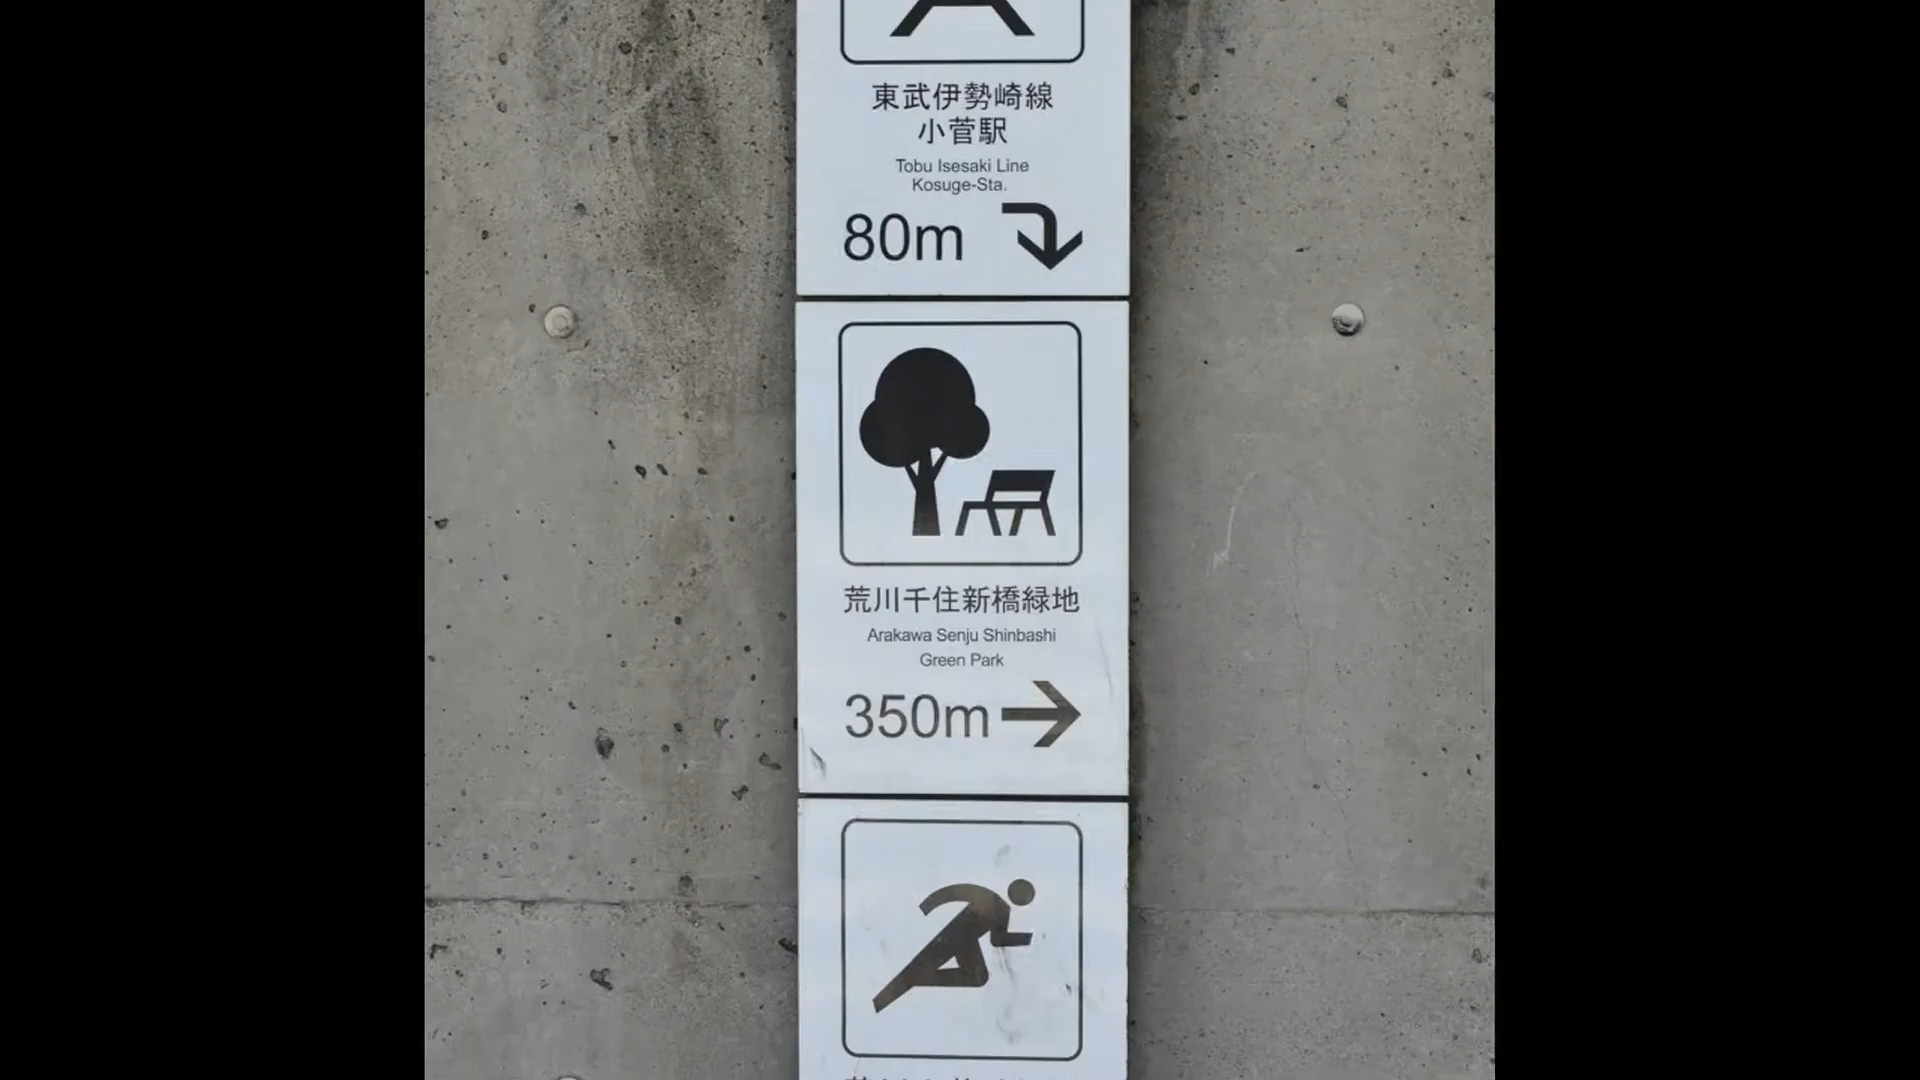 東武伊勢崎線
小菅駅
Tobu Isesaki Line
Kosuge-Sta.
80m
荒川千住新橋緑地
Arakawa Senju Shinbashi
Green Park
350m